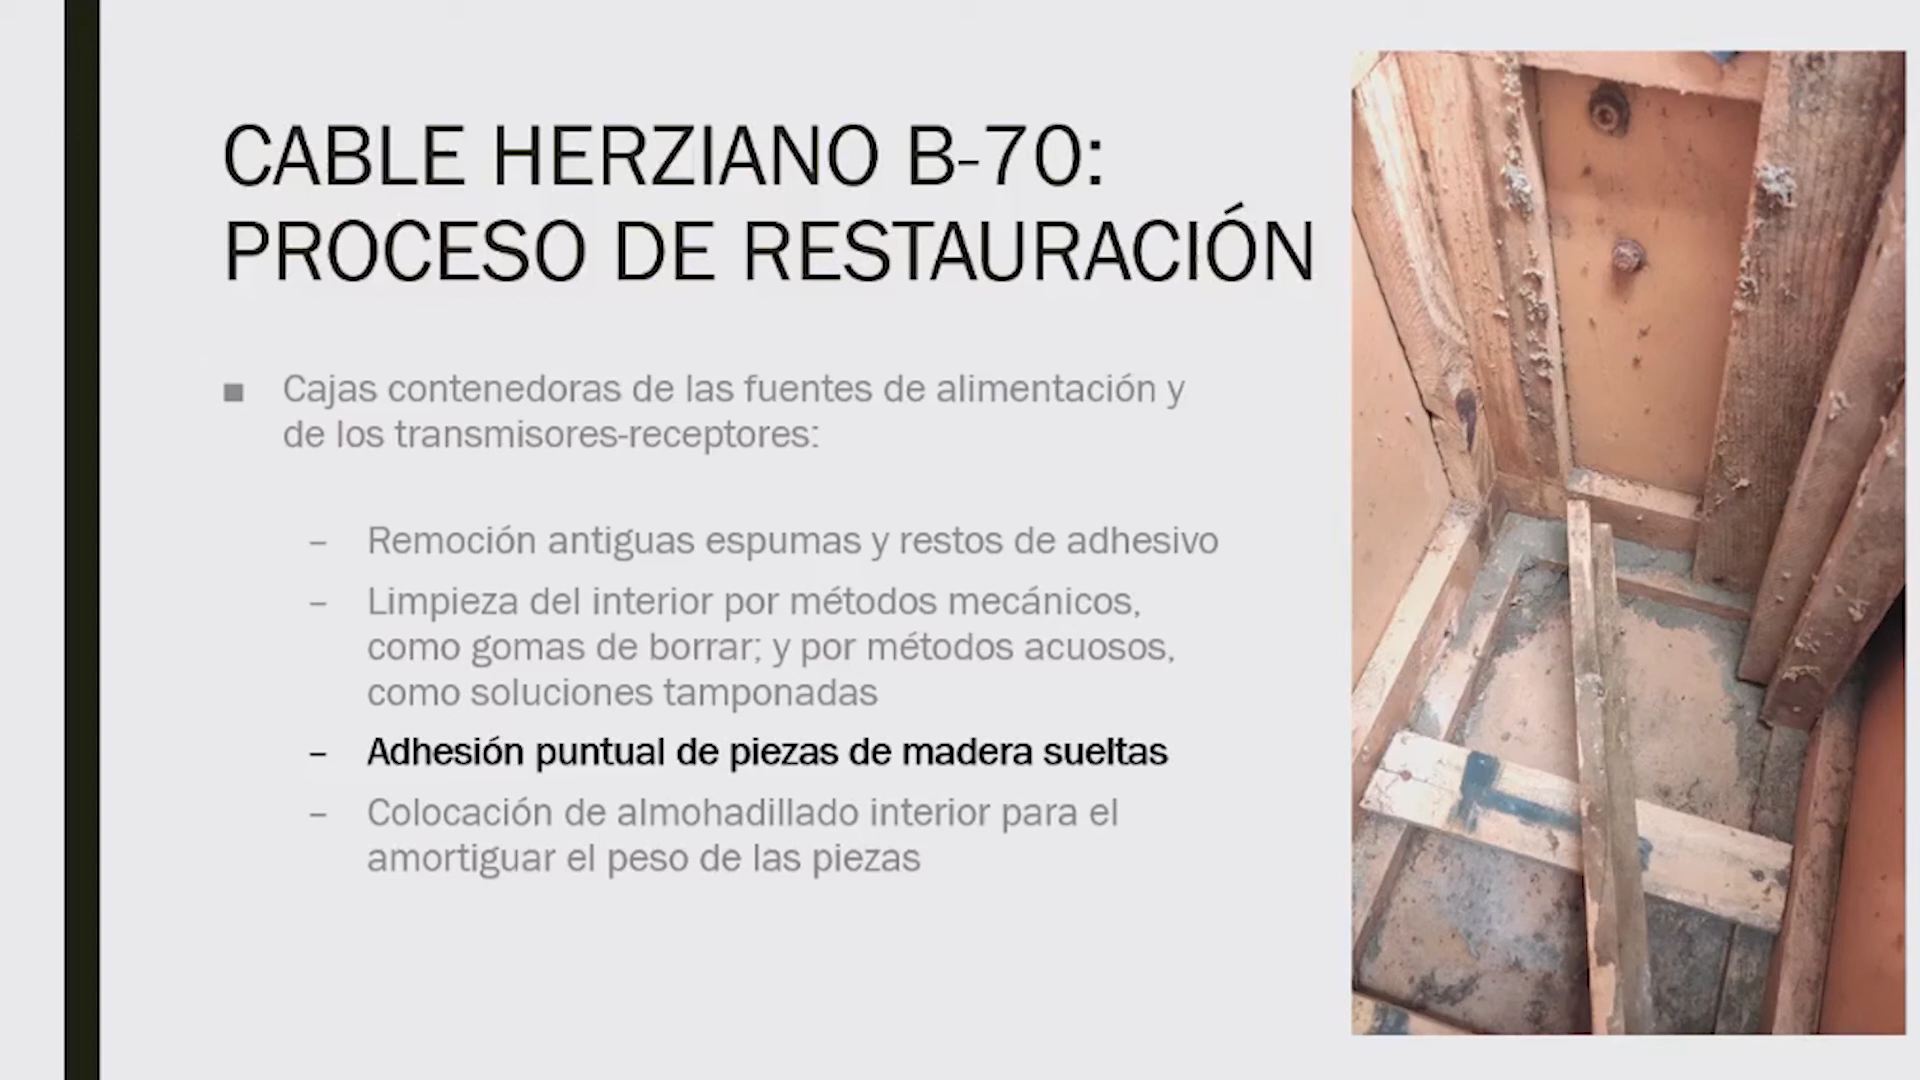 CABLE HERZIANO B-70:
PROCESO DE RESTAURACIÓN
■ Cajas contenedoras de las fuentes de alimentación y
de los transmisores-receptores:
– Remoción antiguas espumas y restos de adhesivo
– Limpieza del interior por métodos mecánicos,
como gomas de borrar; y por métodos acuosos,
como soluciones tamponadas
– Adhesión puntual de piezas de madera sueltas
– Colocación de almohadillado interior para el
amortiguar el peso de las piezas